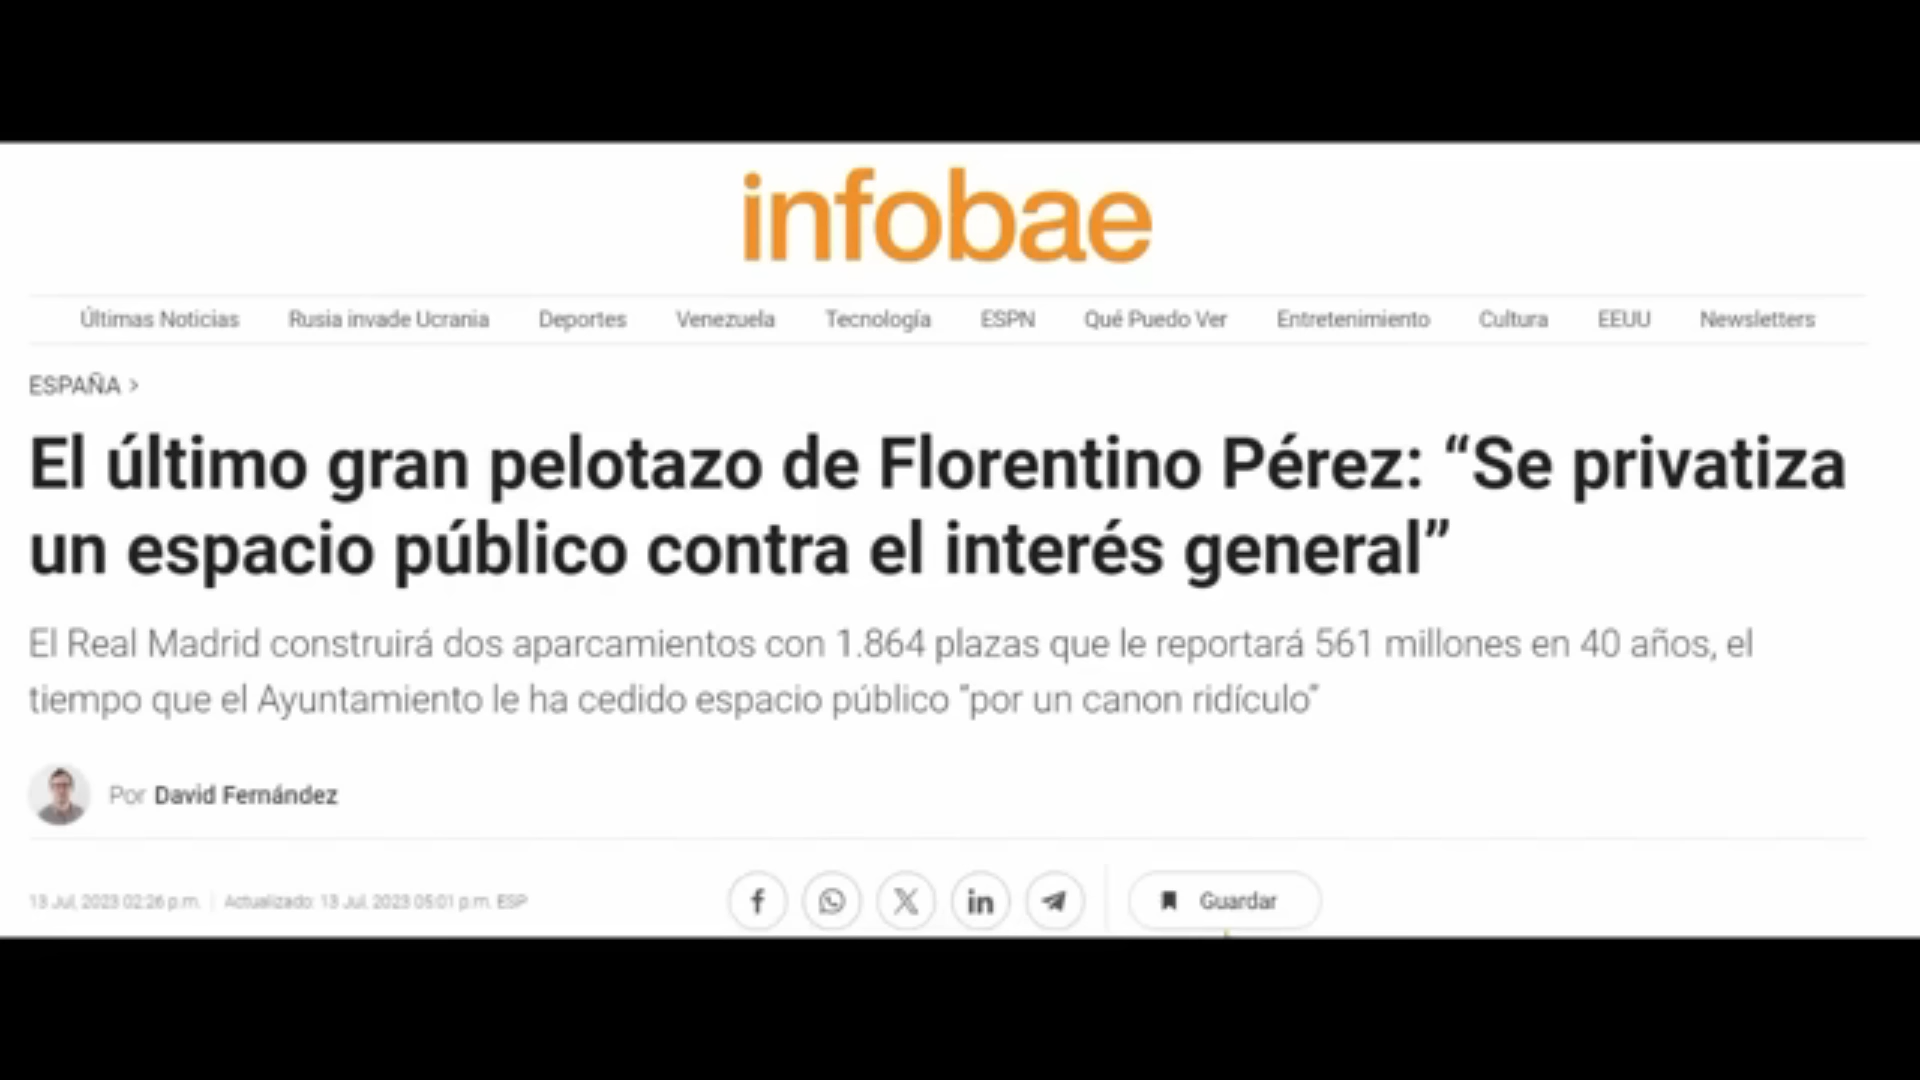 infobae
Últimas Noticias Rusia invade Ucrania Deportes Venezuela Tecnología ESPN Qué Puedo Ver Entretenimiento Cultura EEUU Newsletters
ESPAÑA >
El último gran pelotazo de Florentino Pérez: “Se privatiza
un espacio público contra el interés general”
El Real Madrid construirá dos aparcamientos con 1.864 plazas que le reportará 561 millones en 40 años, el
tiempo que el Ayuntamiento le ha cedido espacio público "por un canon ridículo"
Por David Fernández
13 Jul, 2023 02:26 p.m. | Actualizado: 13 Jul, 2023 05:01 p.m. ESP
Guardar